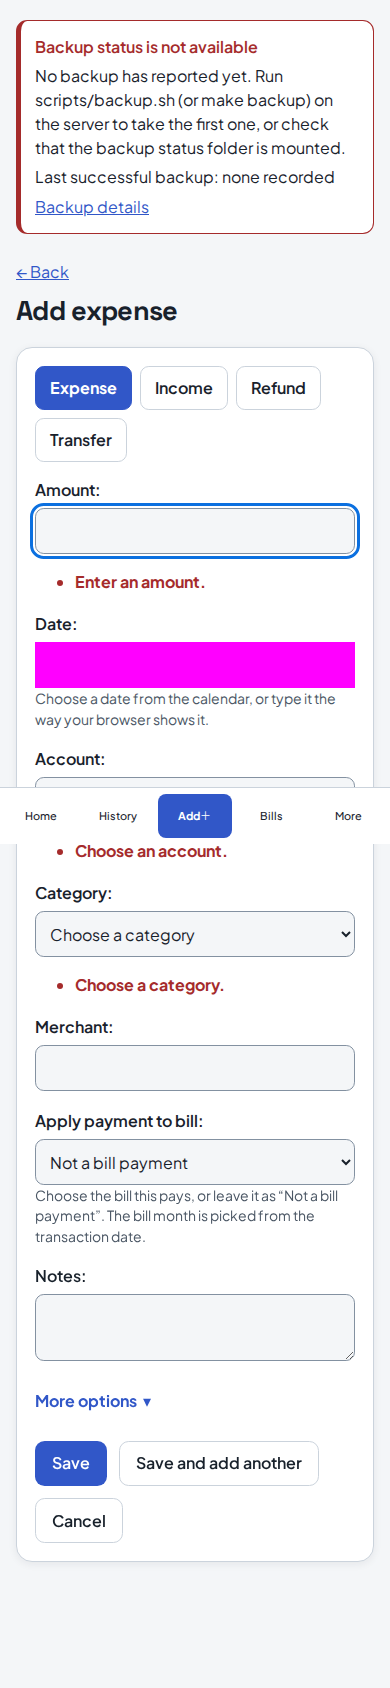 Backup status is not available
No backup has reported yet. Run
scripts/backup.sh (or make backup) on
the server to take the first one, or check
that the backup status folder is mounted.
Last successful backup: none recorded
Backup details
← Back
Add expense
Expense
Income
Refund
Transfer
Amount:
Enter an amount.
Date:
Choose a date from the calendar, or type it the
way your browser shows it.
Account:
Home
History
Add+
Bills
More
Choose an account.
Category:
Choose a category
Choose a category.
Merchant:
Apply payment to bill:
Not a bill payment
Choose the bill this pays, or leave it as “Not a bill
payment”. The bill month is picked from the
transaction date.
Notes:
More options ▼
Save
Save and add another
Cancel